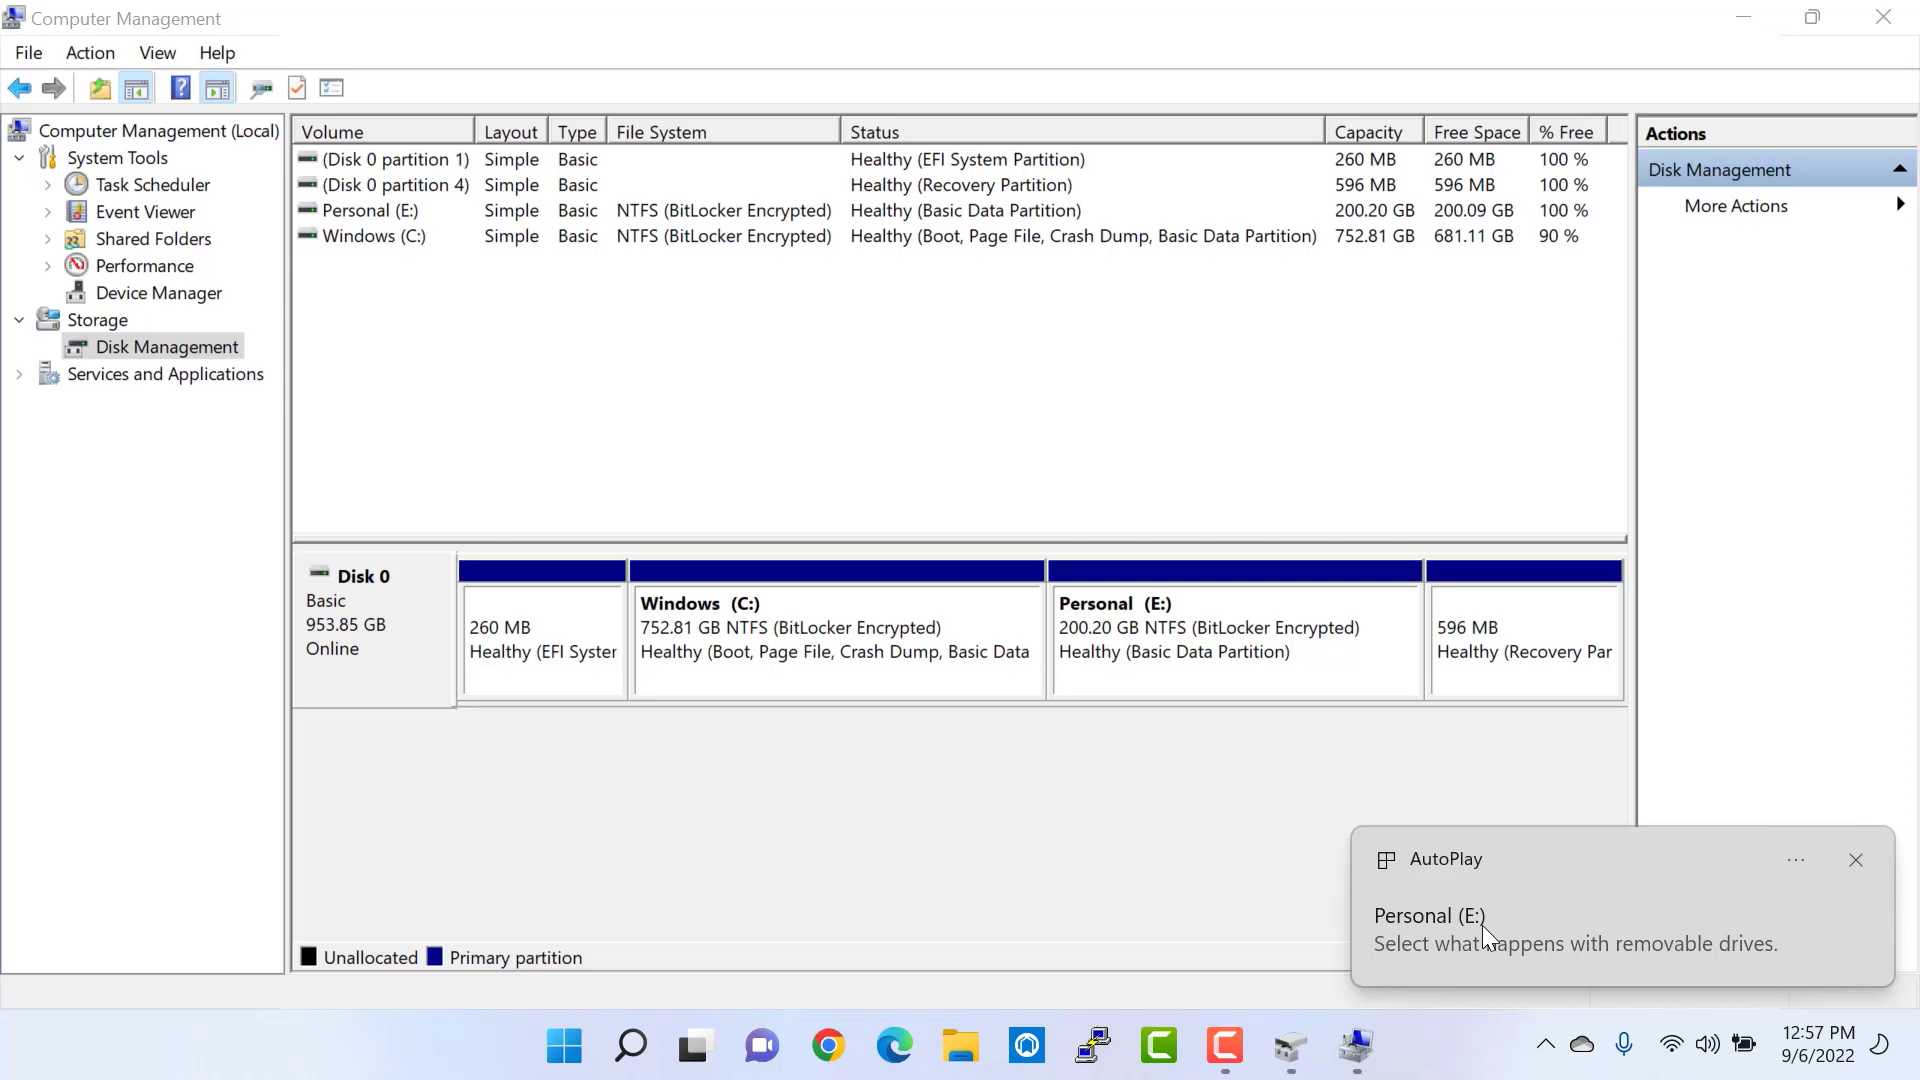 Computer Management
File Action View Help
Computer Management (Local)
System Tools
Task Scheduler
Event Viewer
Shared Folders
Performance
Device Manager
Storage
Disk Management
Services and Applications
Volume Layout Type File System Status Capacity Free Space % Free
(Disk 0 partition 1) Simple Basic Healthy (EFI System Partition) 260 MB 260 MB 100 %
(Disk 0 partition 4) Simple Basic Healthy (Recovery Partition) 596 MB 596 MB 100 %
Personal (E:) Simple Basic NTFS (BitLocker Encrypted) Healthy (Basic Data Partition) 200.20 GB 200.09 GB 100 %
Windows (C:) Simple Basic NTFS (BitLocker Encrypted) Healthy (Boot, Page File, Crash Dump, Basic Data Partition) 752.81 GB 681.11 GB 90 %
Disk 0
Basic
953.85 GB
Online
260 MB
Healthy (EFI System
Windows (C:)
752.81 GB NTFS (BitLocker Encrypted)
Healthy (Boot, Page File, Crash Dump, Basic Data
Personal (E:)
200.20 GB NTFS (BitLocker Encrypted)
Healthy (Basic Data Partition)
596 MB
Healthy (Recovery Par
Unallocated Primary partition
Actions
Disk Management
More Actions
AutoPlay
Personal (E:)
Select what happens with removable drives.
12:57 PM
9/6/2022